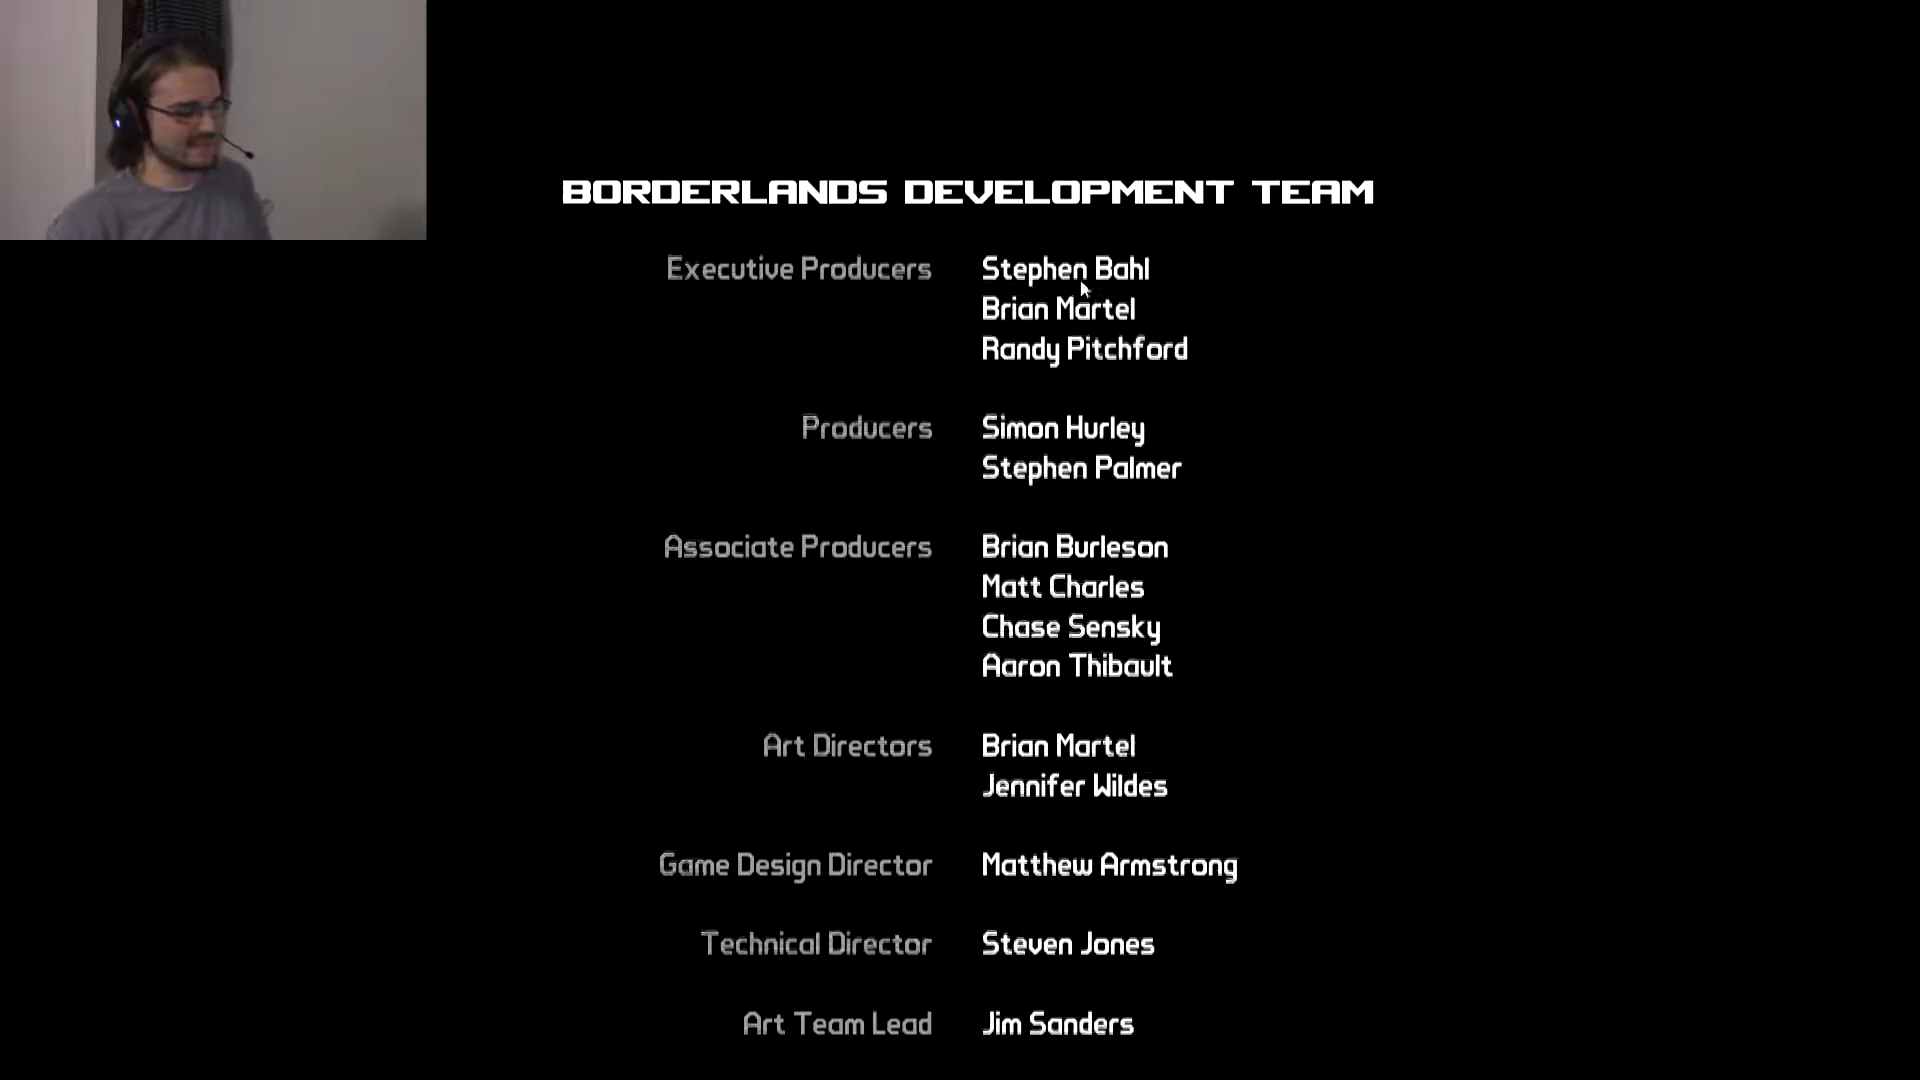 BORDERLANDS DEVELOPMENT TEAM
Executive Producers Stephen Bahl
Brian Martel
Randy Pitchford
Producers Simon Hurley
Stephen Palmer
Associate Producers Brian Burleson
Matt Charles
Chase Sensky
Aaron Thibault
Art Directors Brian Martel
Jennifer Wildes
Game Design Director Matthew Armstrong
Technical Director Steven Jones
Art Team Lead Jim Sanders